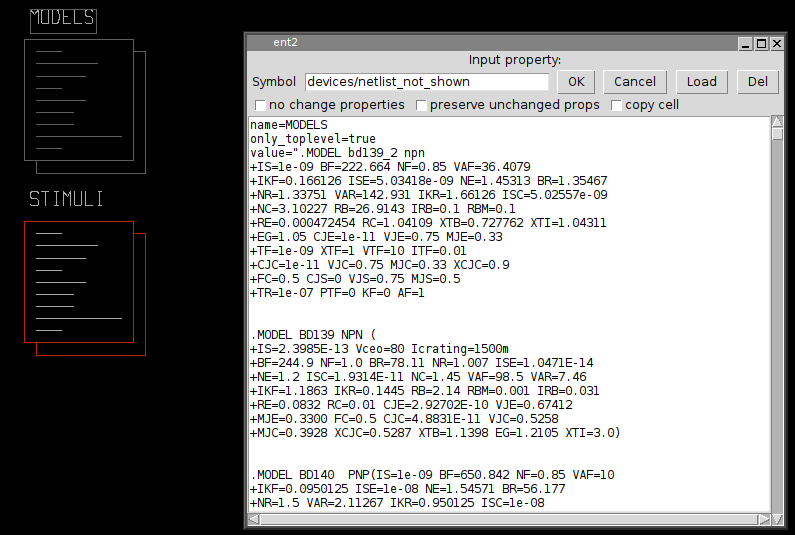 MODELS
STIMULI
ent2
Input property:
Symbol devices/netlist_not_shown OK Cancel Load Del
no change properties preserve unchanged props copy cell
name=MODELS
only_toplevel=true
value=".MODEL bd139_2 npn
+IS=1e-09 BF=222.664 NF=0.85 VAF=36.4079
+IKF=0.166126 ISE=5.03418e-09 NE=1.45313 BR=1.35467
+NR=1.33751 VAR=142.931 IKR=1.66126 ISC=5.02557e-09
+NC=3.10227 RB=26.9143 IRB=0.1 RBM=0.1
+RE=0.000472454 RC=1.04109 XTB=0.727762 XTI=1.04311
+EG=1.05 CJE=1e-11 VJE=0.75 MJE=0.33
+TF=1e-09 XTF=1 VTF=10 ITF=0.01
+CJC=1e-11 VJC=0.75 MJC=0.33 XCJC=0.9
+FC=0.5 CJS=0 VJS=0.75 MJS=0.5
+TR=1e-07 PTF=0 KF=0 AF=1
.MODEL BD139 NPN (
+IS=2.3985E-13 Vceo=80 Icrating=1500m
+BF=244.9 NF=1.0 BR=78.11 NR=1.007 ISE=1.0471E-14
+NE=1.2 ISC=1.9314E-11 NC=1.45 VAF=98.5 VAR=7.46
+IKF=1.1863 IKR=0.1445 RB=2.14 RBM=0.001 IRB=0.031
+RE=0.0832 RC=0.01 CJE=2.92702E-10 VJE=0.67412
+MJE=0.3300 FC=0.5 CJC=4.8831E-11 VJC=0.5258
+MJC=0.3928 XCJC=0.5287 XTB=1.1398 EG=1.2105 XTI=3.0)
.MODEL BD140  PNP(IS=1e-09 BF=650.842 NF=0.85 VAF=10
+IKF=0.0950125 ISE=1e-08 NE=1.54571 BR=56.177
+NR=1.5 VAR=2.11267 IKR=0.950125 ISC=1e-08